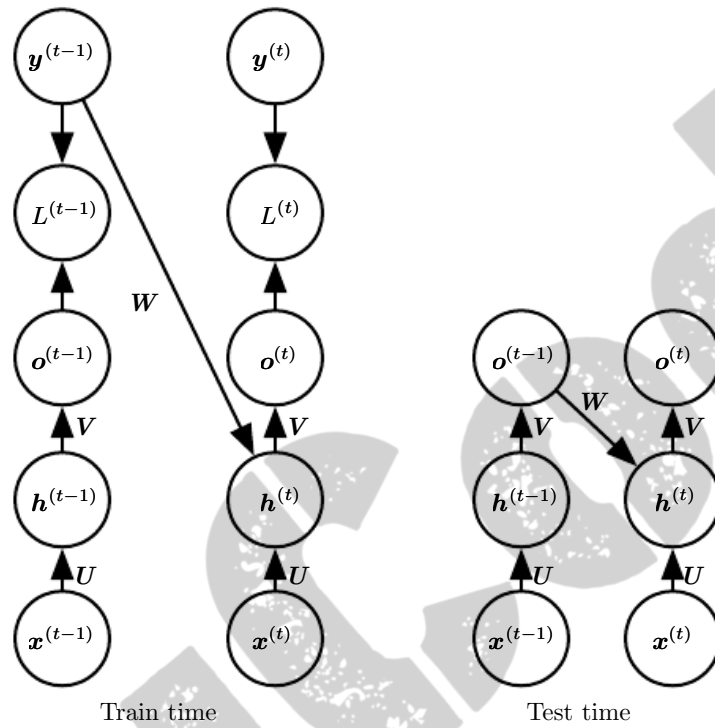 y(t−1) y(t)
L(t−1) L(t)
W
o(t−1) o(t) o(t−1) o(t)
W
V V V V
h(t−1) h(t) h(t−1) h(t)
U U U U
x(t−1) x(t) x(t−1) x(t)
Train time Test time